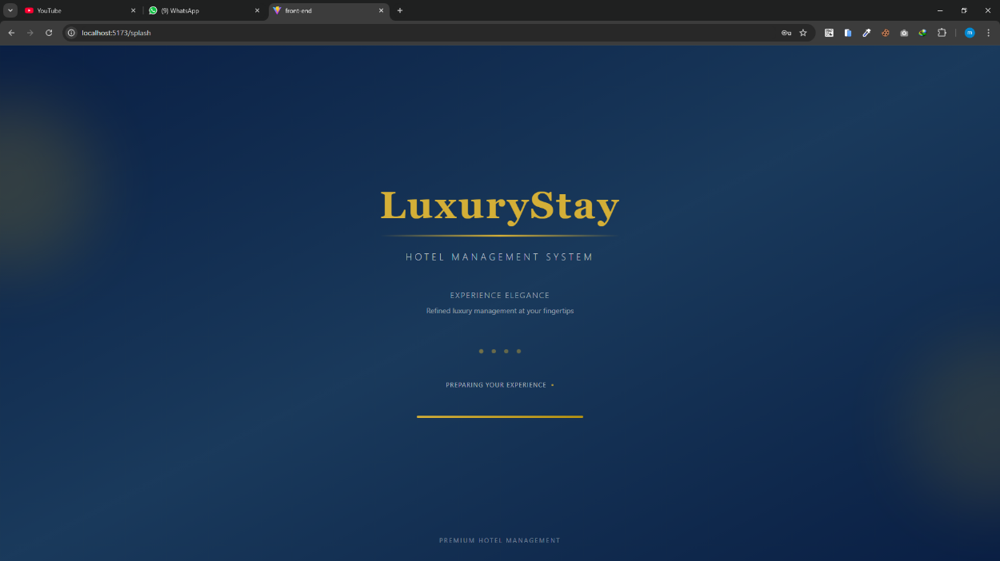 YouTube
(9) WhatsApp
front-end
localhost:5173/splash
m
LuxuryStay
HOTEL MANAGEMENT SYSTEM
EXPERIENCE ELEGANCE
Refined luxury management at your fingertips
PREPARING YOUR EXPERIENCE
PREMIUM HOTEL MANAGEMENT